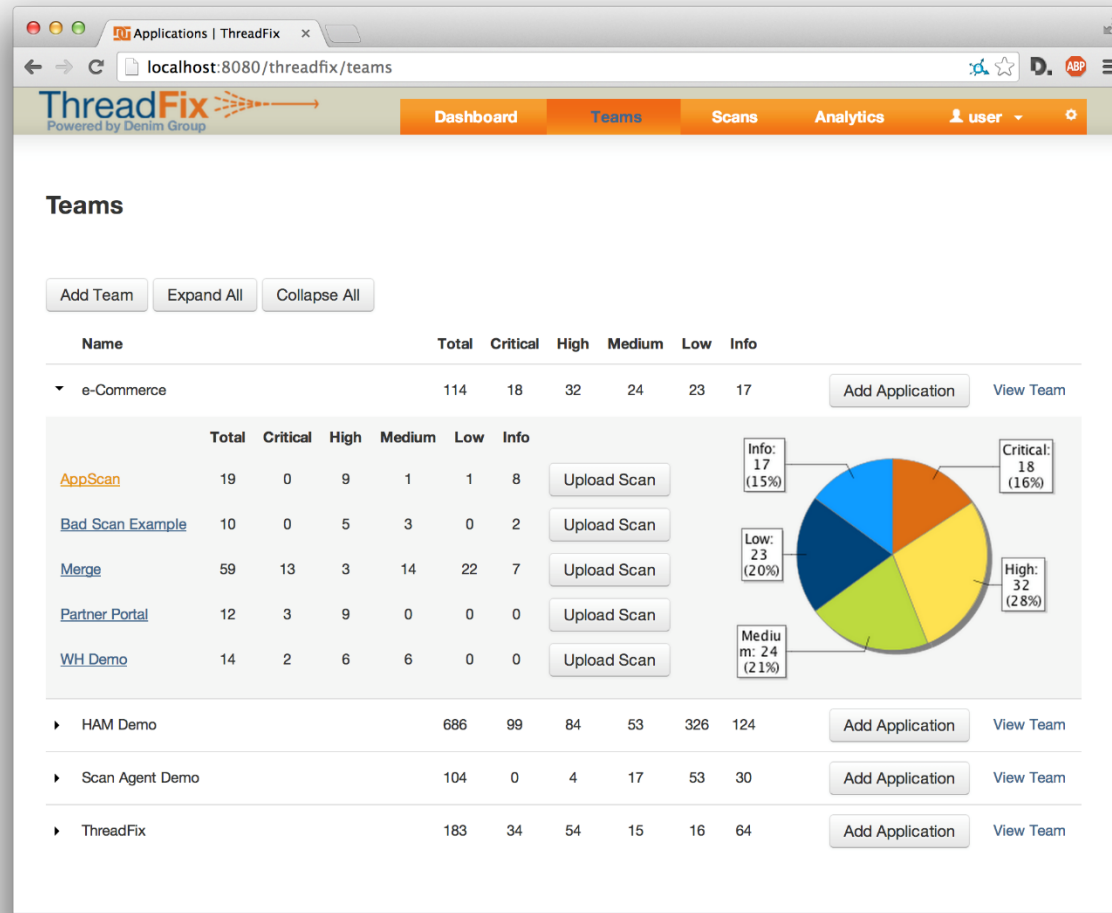 Applications | ThreadFix
localhost:8080/threadfix/teams
D. ABP
ThreadFix
Powered by Denim Group
Dashboard Teams Scans Analytics user
Teams
Add Team Expand All Collapse All
Name Total Critical High Medium Low Info
e-Commerce 114 18 32 24 23 17 Add Application View Team
Total Critical High Medium Low Info
AppScan 19 0 9 1 1 8 Upload Scan
Bad Scan Example 10 0 5 3 0 2 Upload Scan
Merge 59 13 3 14 22 7 Upload Scan
Partner Portal 12 3 9 0 0 0 Upload Scan
WH Demo 14 2 6 6 0 0 Upload Scan
Info:
17
(15%)
Critical:
18
(16%)
Low:
23
(20%)
High:
32
(28%)
Mediu
m: 24
(21%)
HAM Demo 686 99 84 53 326 124 Add Application View Team
Scan Agent Demo 104 0 4 17 53 30 Add Application View Team
ThreadFix 183 34 54 15 16 64 Add Application View Team